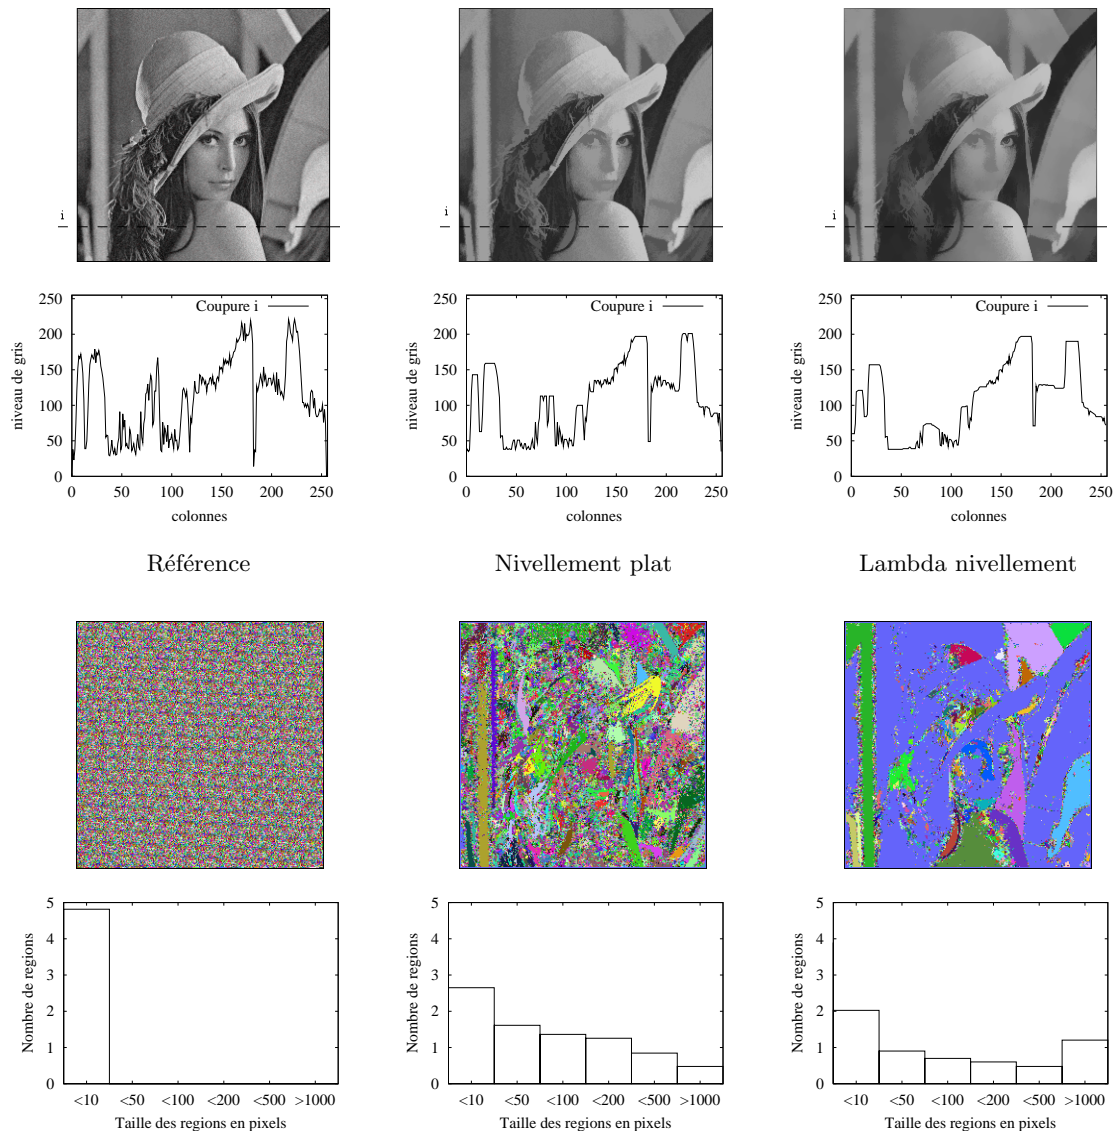 i
i
i
Coupure i
niveau de gris
250
200
150
100
50
0
0 50 100 150 200 250
colonnes
Coupure i
niveau de gris
250
200
150
100
50
0
0 50 100 150 200 250
colonnes
Coupure i
niveau de gris
250
200
150
100
50
0
0 50 100 150 200 250
colonnes
Référence
Nivellement plat
Lambda nivellement
Nombre de regions
5
4
3
2
1
0
<10 <50 <100 <200 <500 >1000
Taille des regions en pixels
Nombre de regions
5
4
3
2
1
0
<10 <50 <100 <200 <500 >1000
Taille des regions en pixels
Nombre de regions
5
4
3
2
1
0
<10 <50 <100 <200 <500 >1000
Taille des regions en pixels